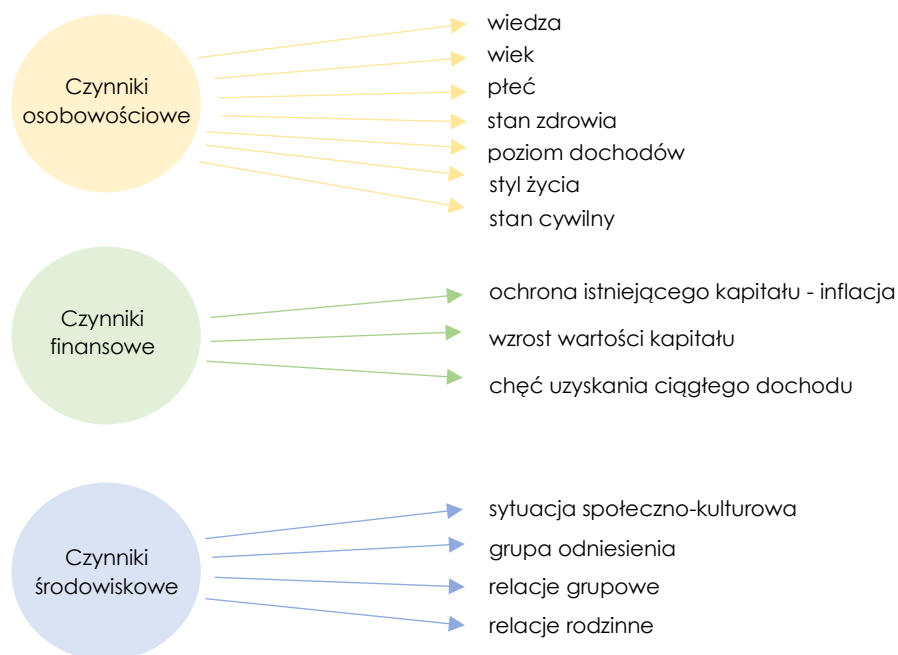 Czynniki
osobowościowe
wiedza
wiek
płeć
stan zdrowia
poziom dochodów
styl życia
stan cywilny
Czynniki
finansowe
ochrona istniejącego kapitału - inflacja
wzrost wartości kapitału
chęć uzyskania ciągłego dochodu
Czynniki
środowiskowe
sytuacja społeczno-kulturowa
grupa odniesienia
relacje grupowe
relacje rodzinne